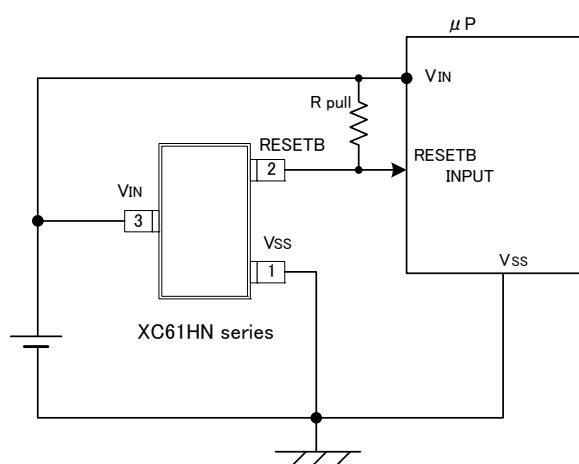 μP
VIN
R pull
RESETB
2
RESETB
INPUT
VIN
3
VSS
1
VSS
XC61HN series